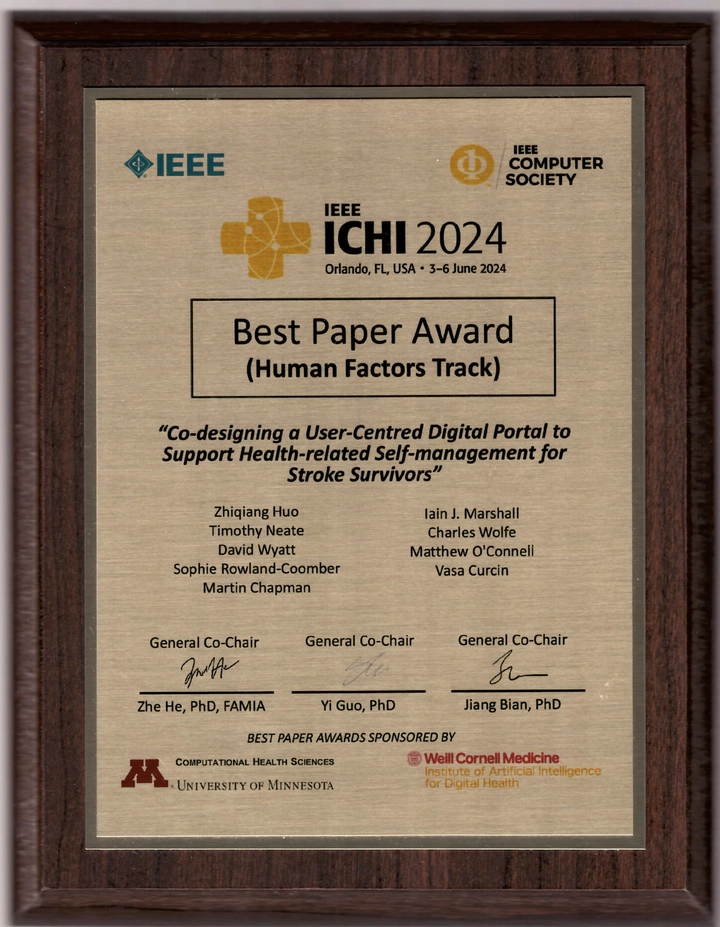 IEEE
IEEE
COMPUTER
SOCIETY
IEEE
ICHI 2024
Orlando, FL, USA • 3–6 June 2024
Best Paper Award
(Human Factors Track)
“Co-designing a User-Centred Digital Portal to
Support Health-related Self-management for
Stroke Survivors”
Zhiqiang Huo
Timothy Neate
David Wyatt
Sophie Rowland-Coomber
Martin Chapman
Iain J. Marshall
Charles Wolfe
Matthew O'Connell
Vasa Curcin
General Co-Chair
Zhe He, PhD, FAMIA
General Co-Chair
Yi Guo, PhD
General Co-Chair
Jiang Bian, PhD
BEST PAPER AWARDS SPONSORED BY
M
COMPUTATIONAL HEALTH SCIENCES
UNIVERSITY OF MINNESOTA
Weill Cornell Medicine
Institute of Artificial Intelligence
for Digital Health